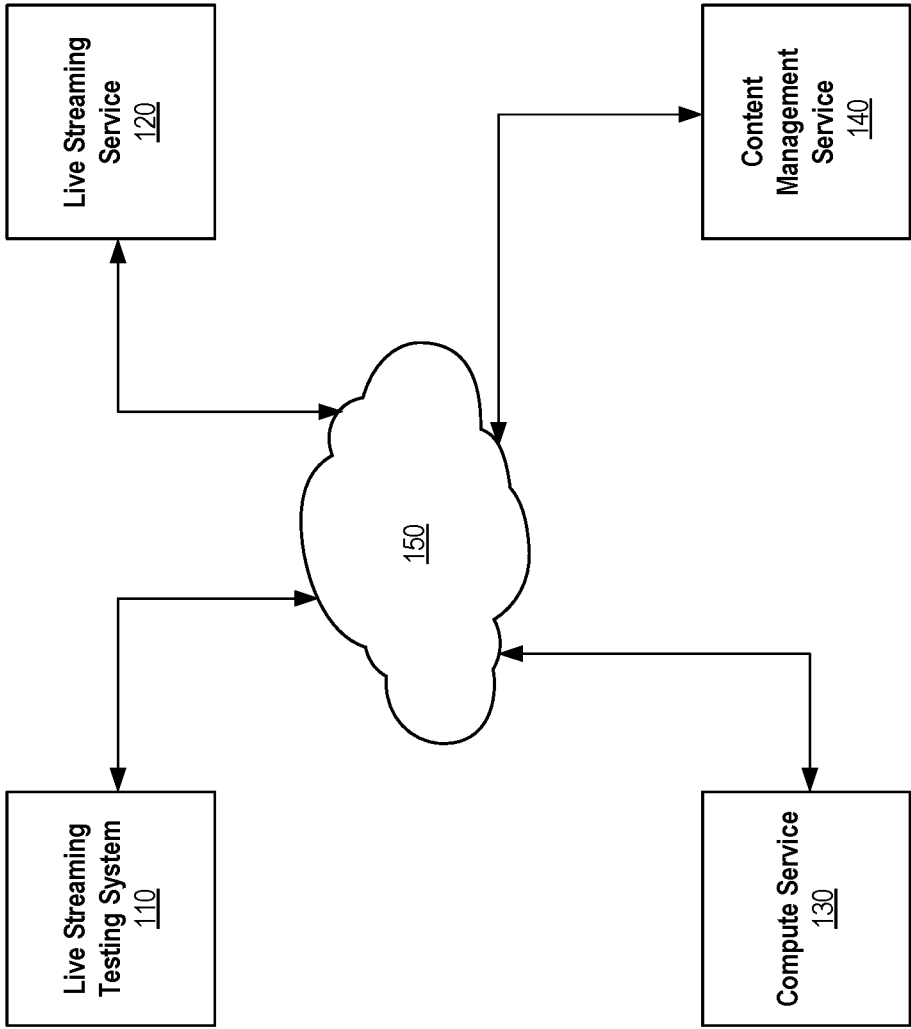 Live Streaming
Testing System
110
Live Streaming
Service
120
150
Compute Service
130
Content
Management
Service
140